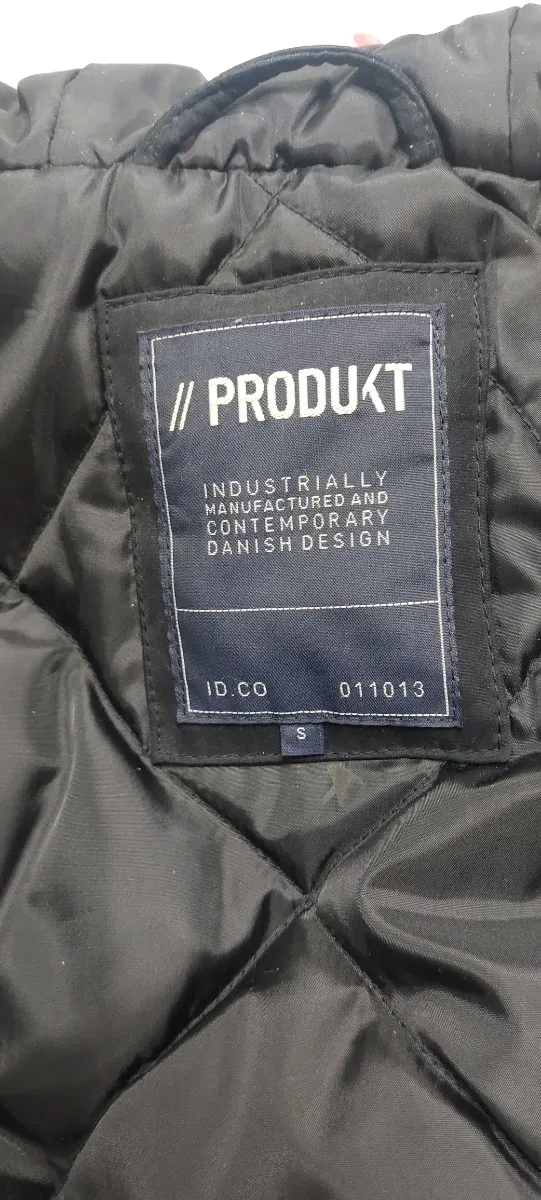 // PRODUKT
INDUSTRIALLY
MANUFACTURED AND
CONTEMPORARY
DANISH DESIGN
ID.CO 011013
S